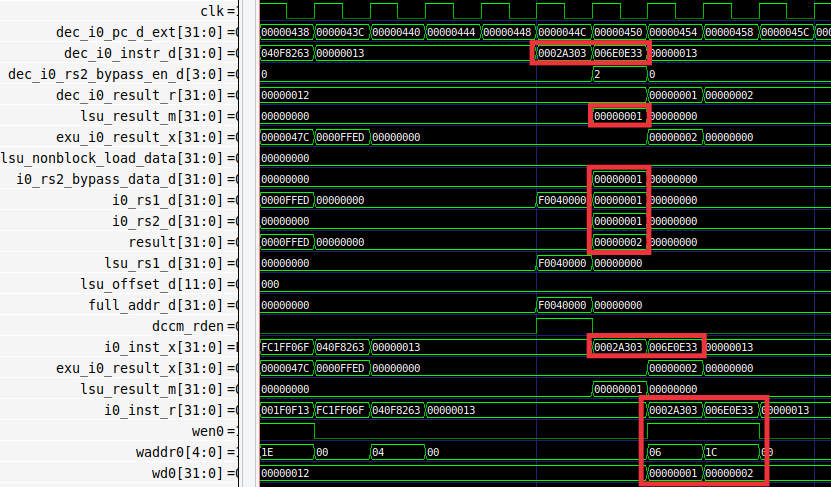 clk=1
dec_i0_pc_d_ext[31:0]=0 00000438 0000043C 00000440 00000444 00000448 0000044C 00000450 00000454 00000458 0000045C 000
dec_i0_instr_d[31:0]=0 040F8263 00000013 0002A303 006E0E33 00000013
dec_i0_rs2_bypass_en_d[3:0]=0 0 2 0
dec_i0_result_r[31:0]=0 00000012 00000001 00000002
lsu_result_m[31:0]=0 00000000 00000001 00000000
exu_i0_result_x[31:0]=0 0000047C 0000FFED 00000000 00000002 00000000
lsu_nonblock_load_data[31:0]=0 00000000
i0_rs2_bypass_data_d[31:0]=0 00000000 00000001 00000000
i0_rs1_d[31:0]=0 0000FFED 00000000 F0040000 00000001 00000000
i0_rs2_d[31:0]=0 00000000 00000001 00000000
result[31:0]=0 0000FFED 00000000 00000002 00000000
lsu_rs1_d[31:0]=0 00000000 F0040000 00000000
lsu_offset_d[11:0]=0 000
full_addr_d[31:0]=0 00000000 F0040000 00000000
dccm_rden=0
i0_inst_x[31:0]= FC1FF06F 040F8263 00000013 0002A303 006E0E33 00000013
exu_i0_result_x[31:0]=0 0000047C 0000FFED 00000000 00000002 00000000
lsu_result_m[31:0]=0 00000000 00000001 00000000
i0_inst_r[31:0]=0 001F0F13 FC1FF06F 040F8263 00000013 0002A303 006E0E33 00000013
wen0=1
waddr0[4:0]=1 1E 00 04 00 06 1C 00
wd0[31:0]=0 00000012 00000001 00000002 00000000